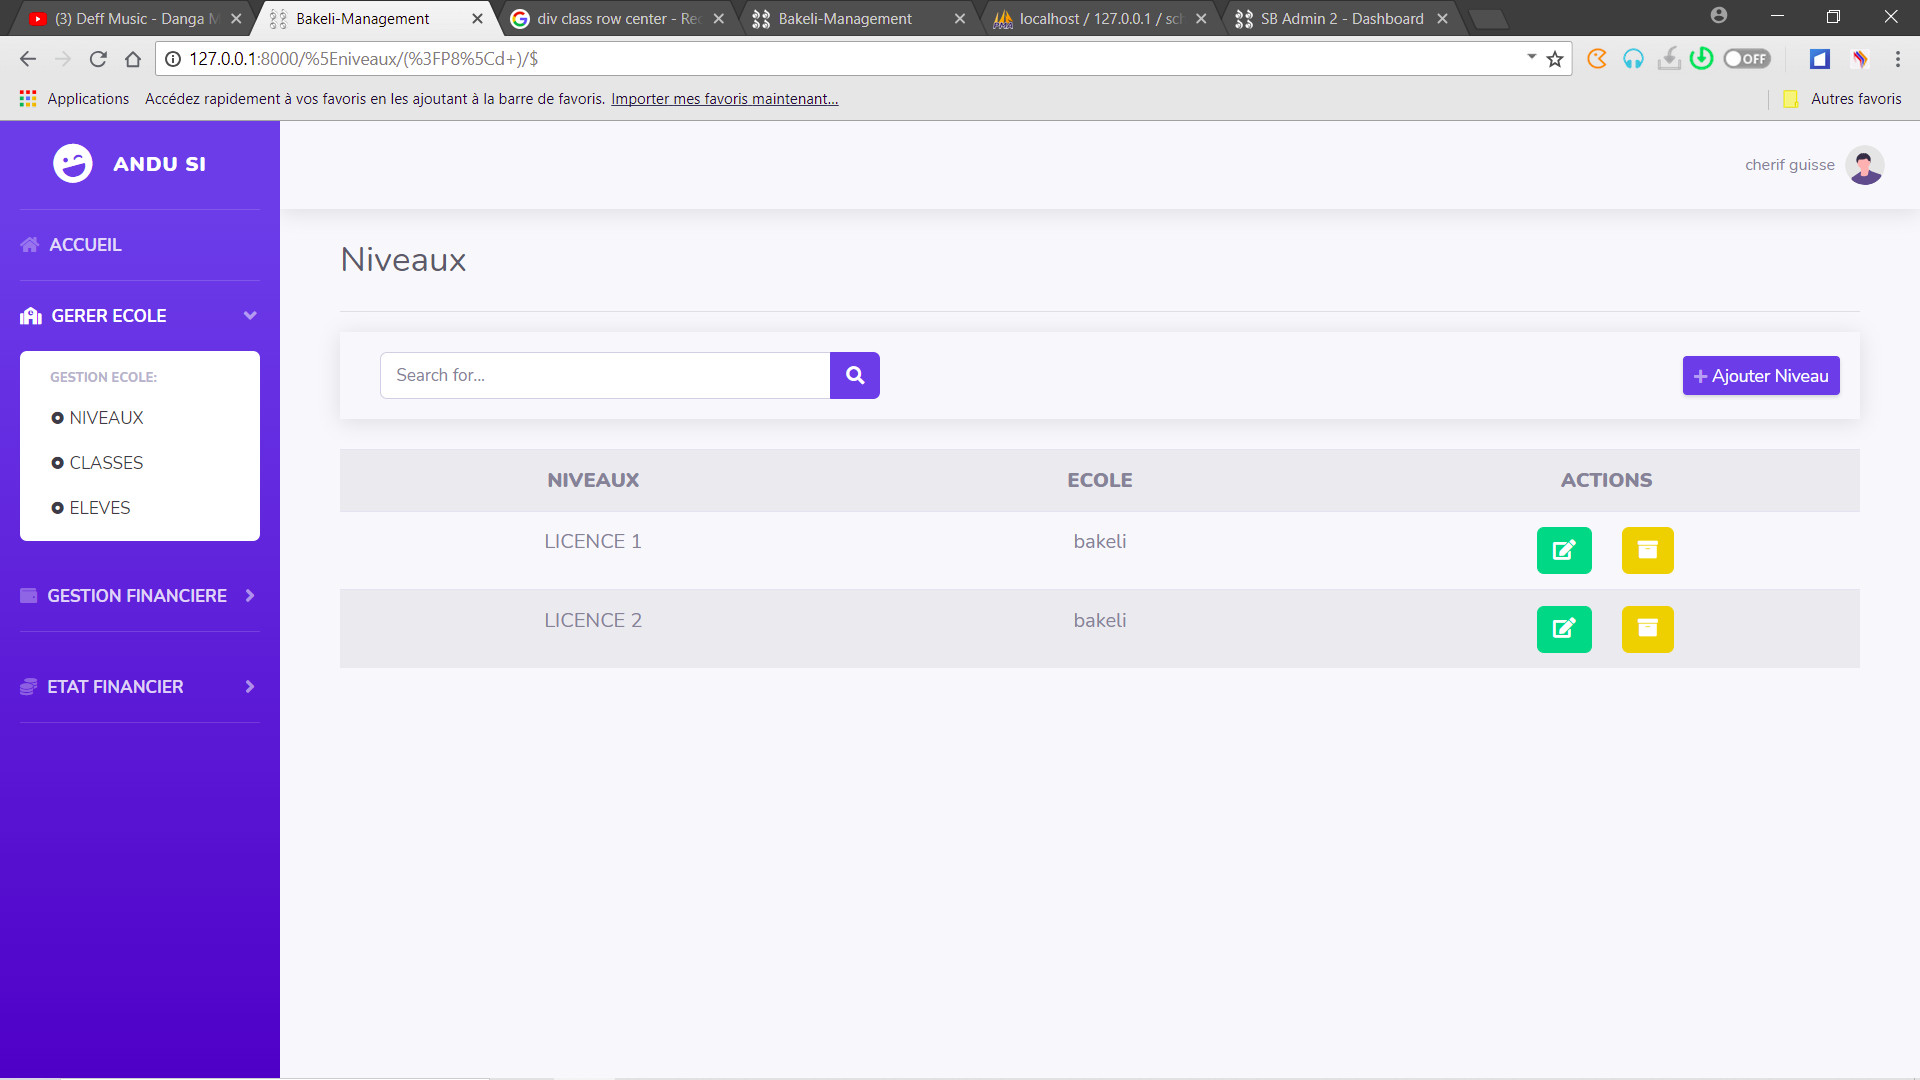 (3) Deff Music - Danga M
Bakeli-Management
div class row center - Rec
Bakeli-Management
localhost / 127.0.0.1 / sch
SB Admin 2 - Dashboard
127.0.0.1:8000/%5Eniveaux/(%3FP8%5Cd+)/$
OFF
Applications
Accédez rapidement à vos favoris en les ajoutant à la barre de favoris. Importer mes favoris maintenant...
Autres favoris
ANDU SI
cherif guisse
ACCUEIL
GERER ECOLE
GESTION ECOLE:
NIVEAUX
CLASSES
ELEVES
GESTION FINANCIERE
ETAT FINANCIER
Niveaux
Search for...
+ Ajouter Niveau
NIVEAUX ECOLE ACTIONS
LICENCE 1 bakeli
LICENCE 2 bakeli